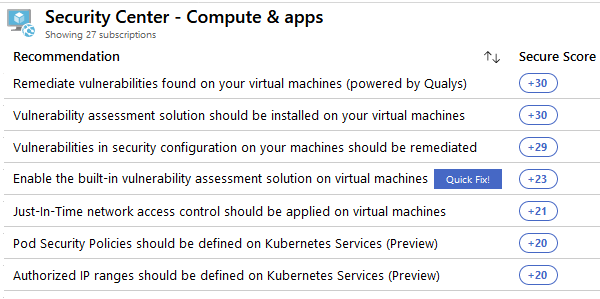 Security Center - Compute & apps
Showing 27 subscriptions
Recommendation Secure Score
Remediate vulnerabilities found on your virtual machines (powered by Qualys) +30
Vulnerability assessment solution should be installed on your virtual machines +30
Vulnerabilities in security configuration on your machines should be remediated +29
Enable the built-in vulnerability assessment solution on virtual machines Quick Fix! +23
Just-In-Time network access control should be applied on virtual machines +21
Pod Security Policies should be defined on Kubernetes Services (Preview) +20
Authorized IP ranges should be defined on Kubernetes Services (Preview) +20